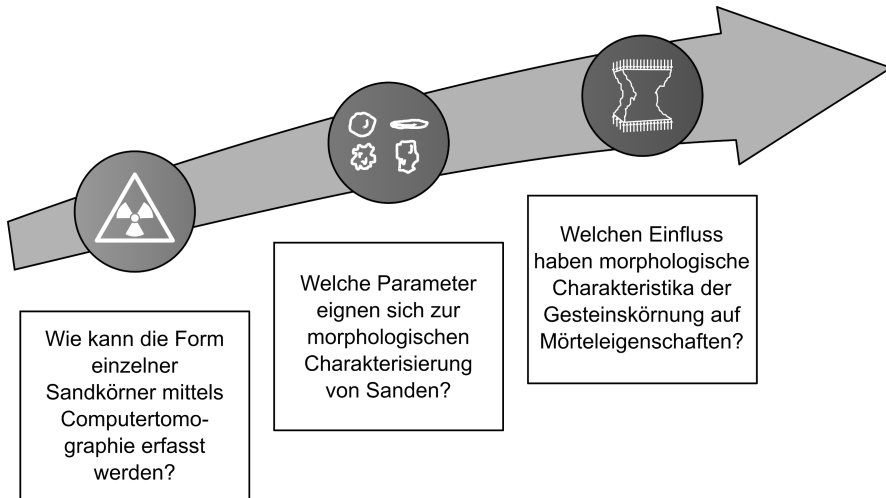 Wie kann die Form
einzelner
Sandkörner mittels
Computertomo-
graphie erfasst
werden?
Welche Parameter
eignen sich zur
morphologischen
Charakterisierung
von Sanden?
Welchen Einfluss
haben morphologische
Charakteristika der
Gesteinskörnung auf
Mörteleigenschaften?